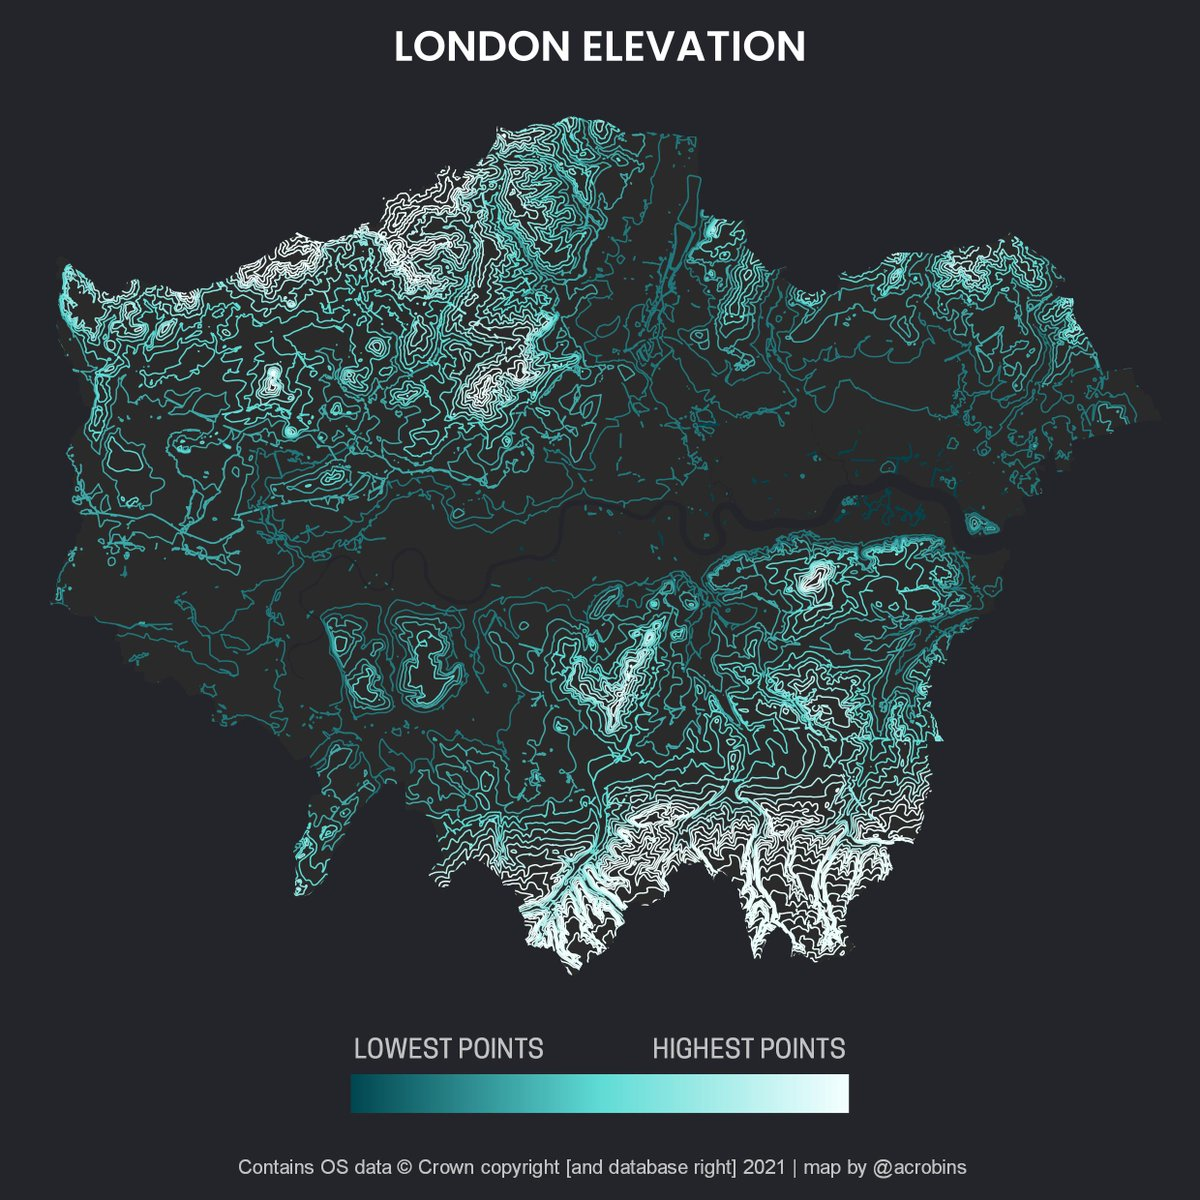 LONDON ELEVATION
LOWEST POINTS HIGHEST POINTS
Contains OS data © Crown copyright [and database right] 2021 | map by @acrobins